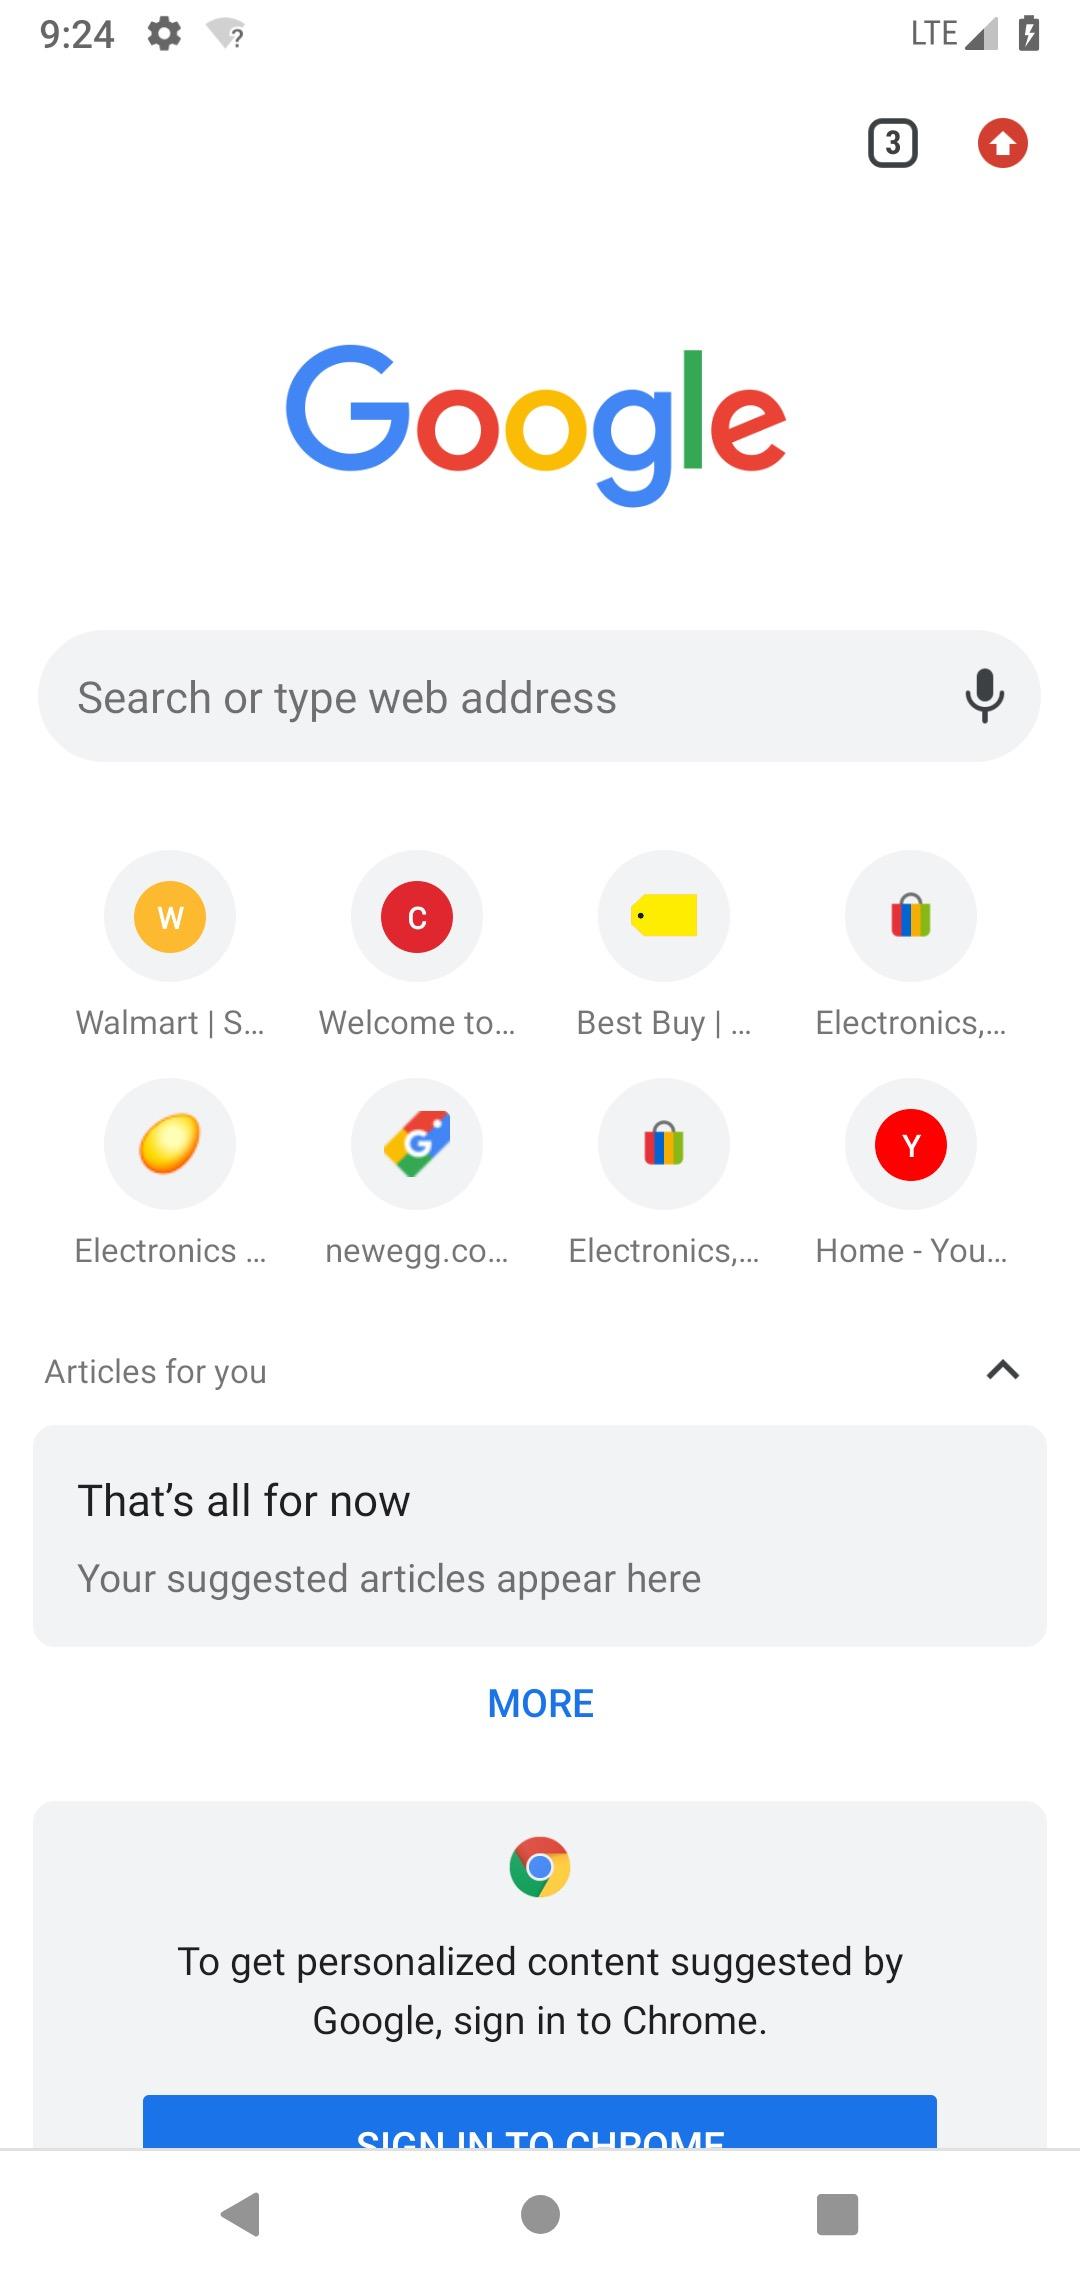 9:24
LTE
3
Google
Search or type web address
W
C
Walmart | S...
Welcome to...
Best Buy | ...
Electronics,...
G
Y
Electronics ...
newegg.co...
Electronics,...
Home - You...
Articles for you
That’s all for now
Your suggested articles appear here
MORE
To get personalized content suggested by
Google, sign in to Chrome.
SIGN IN TO CHROME